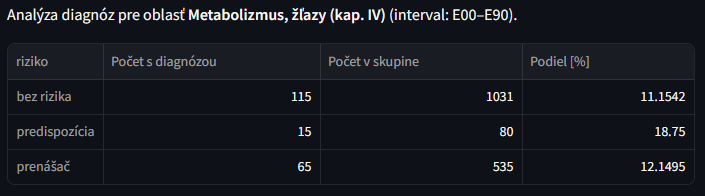 Analýza diagnóz pre oblasť Metabolizmus, žľazy (kap. IV) (interval: E00–E90).
riziko Počet s diagnózou Počet v skupine Podiel [%]
bez rizika 115 1031 11.1542
predispozícia 15 80 18.75
prenášač 65 535 12.1495